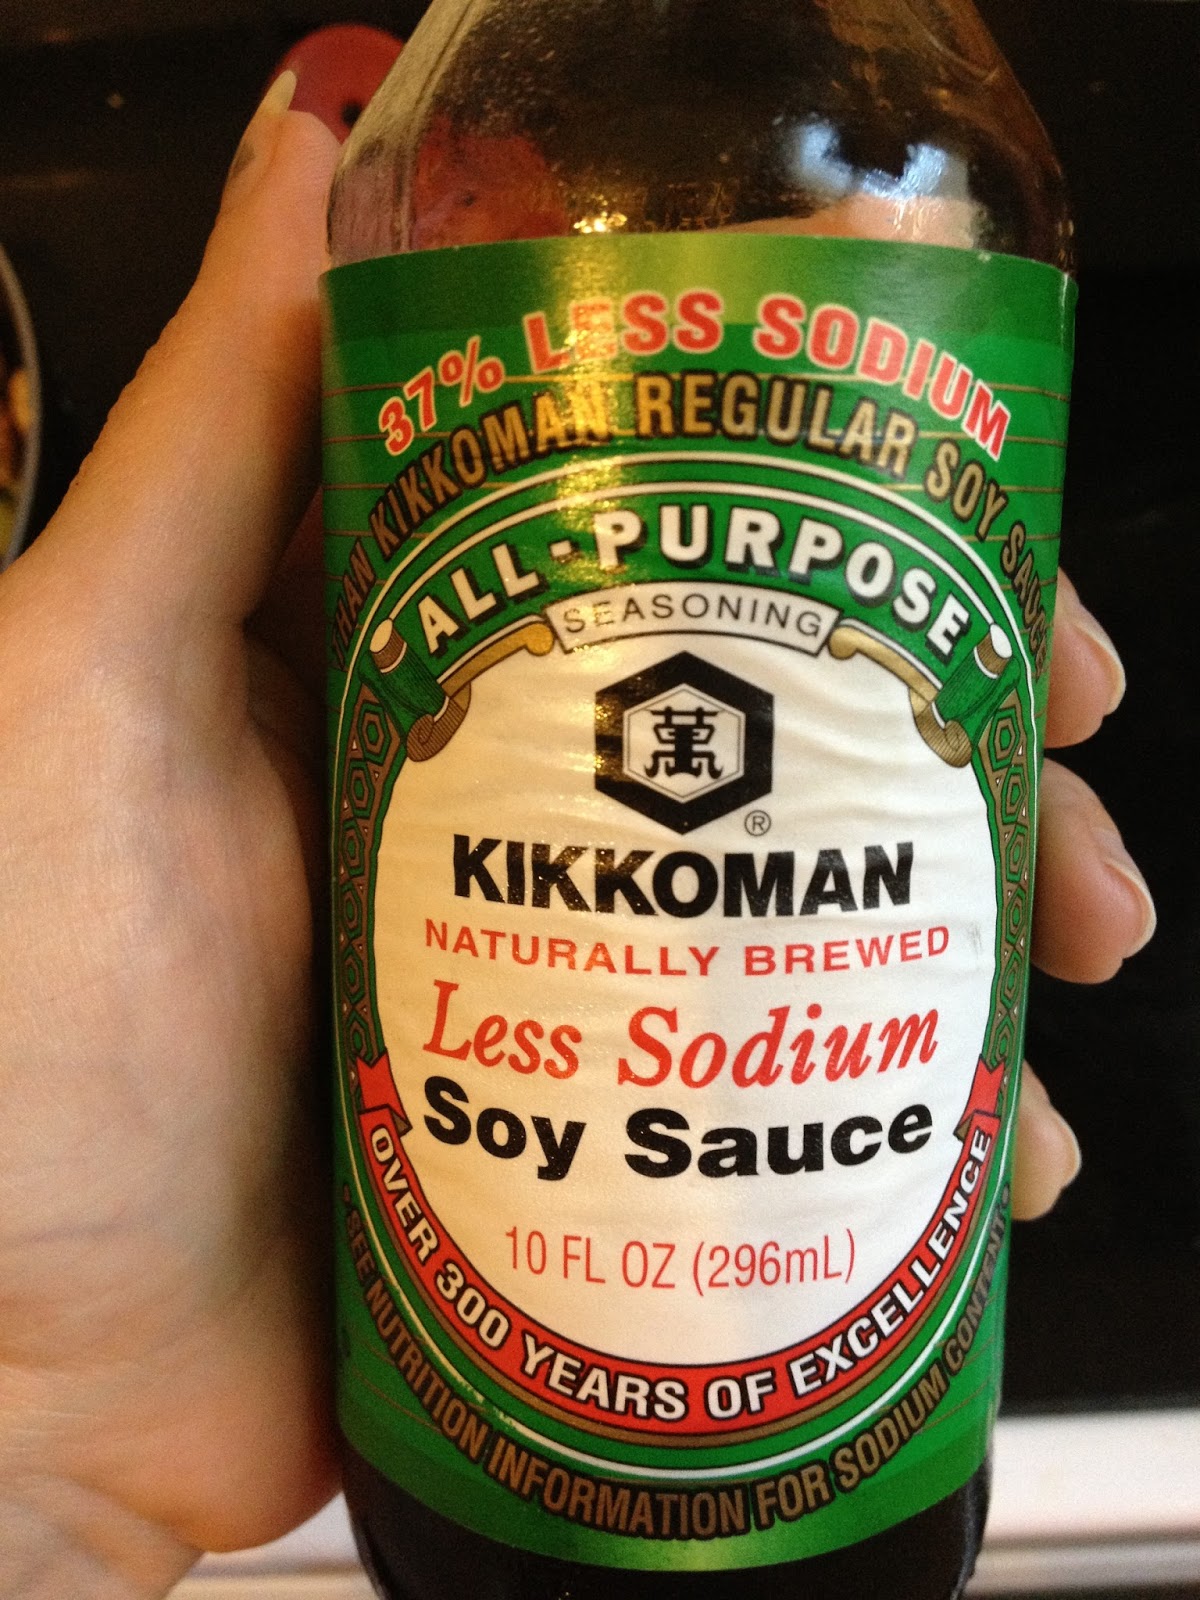 37% LESS SODIUM
THAN KIKKOMAN REGULAR SOY SAUCE
ALL-PURPOSE
SEASONING
萬
®
KIKKOMAN
NATURALLY BREWED
Less Sodium
Soy Sauce
10 FL OZ (296mL)
OVER 300 YEARS OF EXCELLENCE
•SEE NUTRITION INFORMATION FOR SODIUM CONTENT•